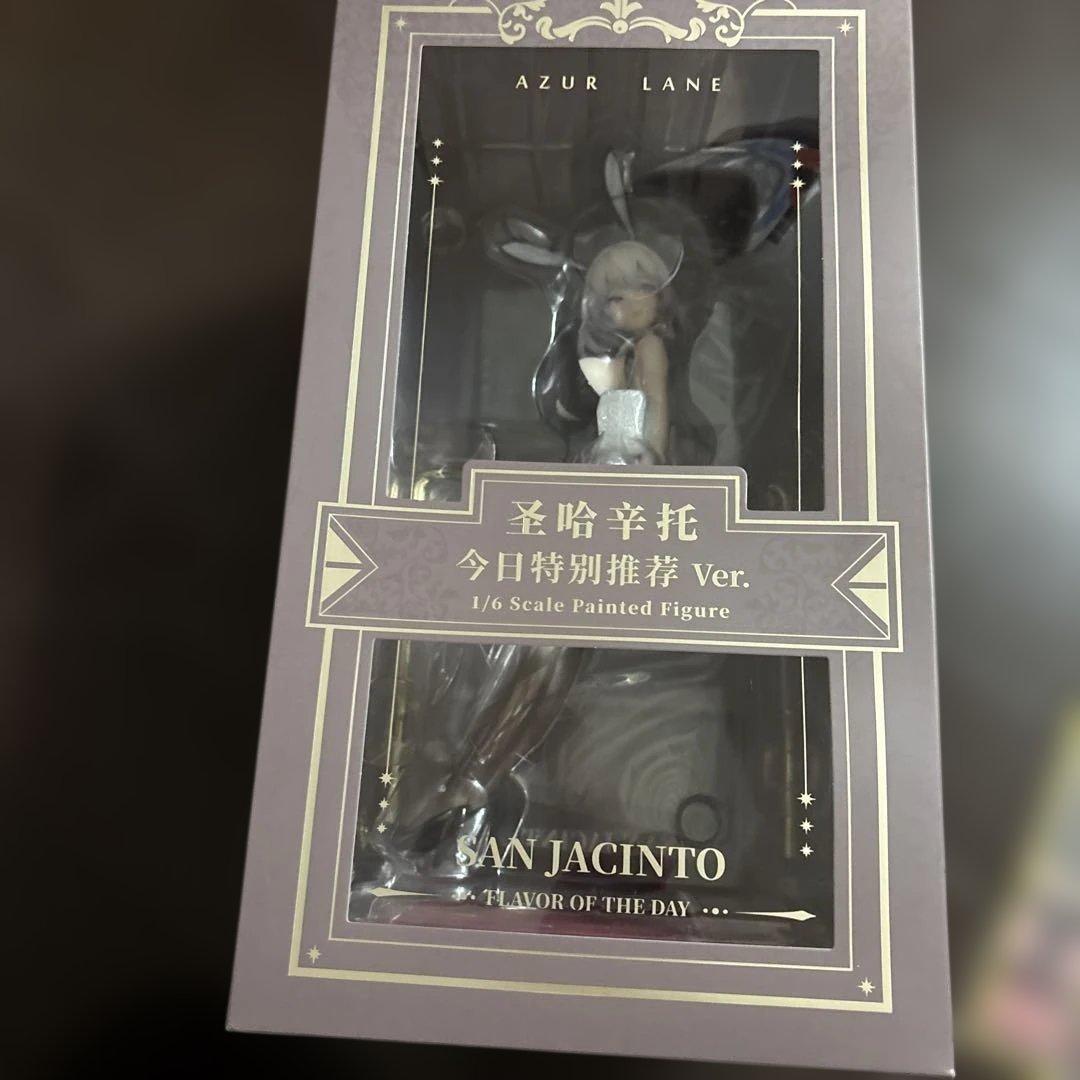 AZUR LANE
圣哈辛托
今日特别推荐 Ver.
1/6 Scale Painted Figure
SAN JACINTO
FLAVOR OF THE DAY